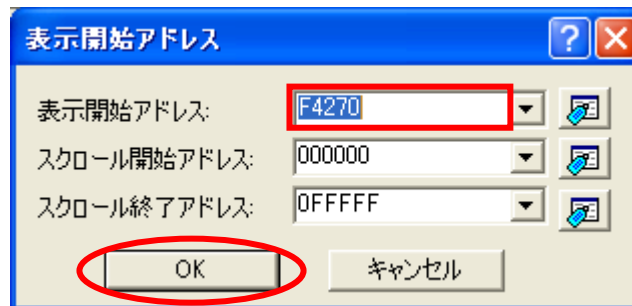 表示開始アドレス
表示開始アドレス: F4270
スクロール開始アドレス: 000000
スクロール終了アドレス: 0FFFFF
OK キャンセル